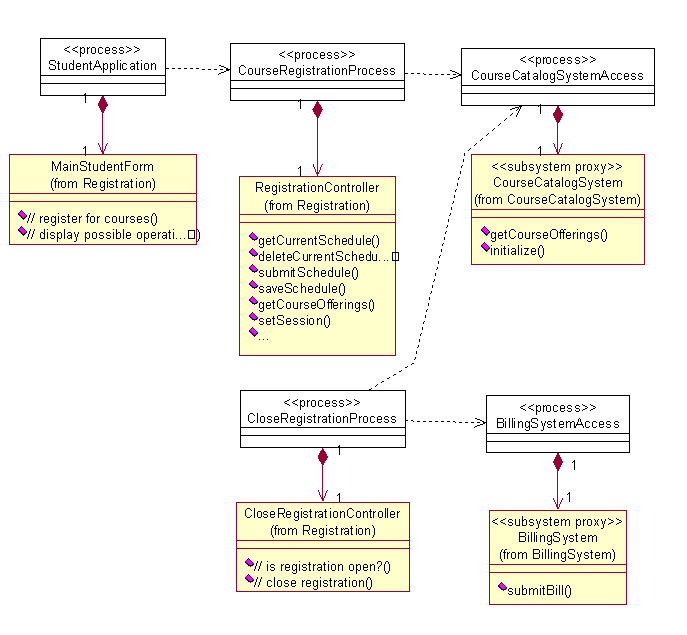 <<process>>
StudentApplication
<<process>>
CourseRegistrationProcess
<<process>>
CourseCatalogSystemAccess
1
1
1
1
1
1
MainStudentForm
(from Registration)
// register for courses()
// display possible operati...)
RegistrationController
(from Registration)
getCurrentSchedule()
deleteCurrentSchedu...
submitSchedule()
saveSchedule()
getCourseOfferings()
setSession()
...
<<subsystem proxy>>
CourseCatalogSystem
(from CourseCatalogSystem)
getCourseOfferings()
initialize()
<<process>>
CloseRegistrationProcess
<<process>>
BillingSystemAccess
1
1
1
1
CloseRegistrationController
(from Registration)
// is registration open?()
// close registration()
<<subsystem proxy>>
BillingSystem
(from BillingSystem)
submitBill()